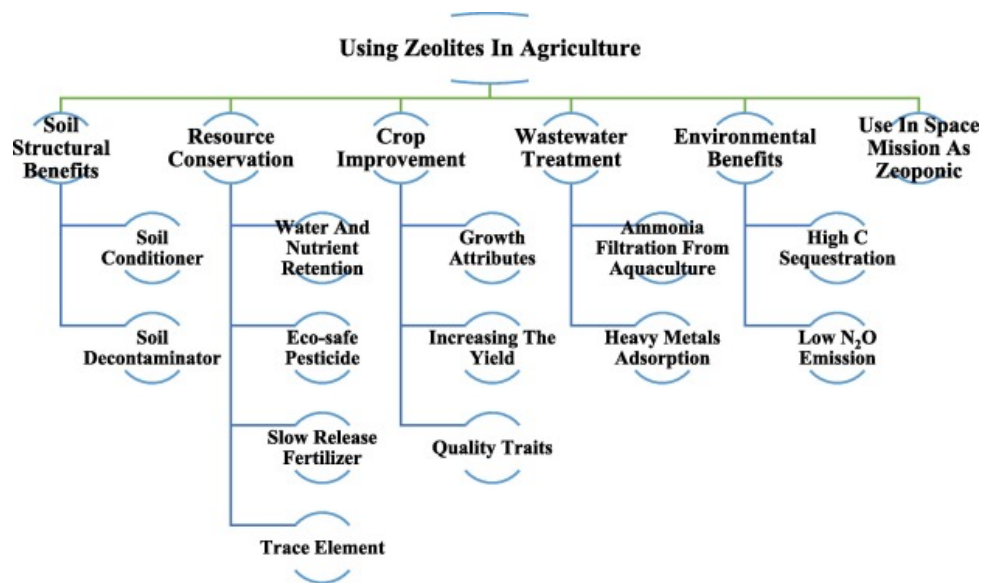 Using Zeolites In Agriculture
Soil
Structural
Benefits
Resource
Conservation
Crop
Improvement
Wastewater
Treatment
Environmental
Benefits
Use In Space
Mission As
Zeoponic
Soil
Conditioner
Soil
Decontaminator
Water And
Nutrient
Retention
Eco-safe
Pesticide
Slow Release
Fertilizer
Trace Element
Growth
Attributes
Increasing The
Yield
Quality Traits
Ammonia
Filtration From
Aquaculture
Heavy Metals
Adsorption
High C
Sequestration
Low N₂O
Emission